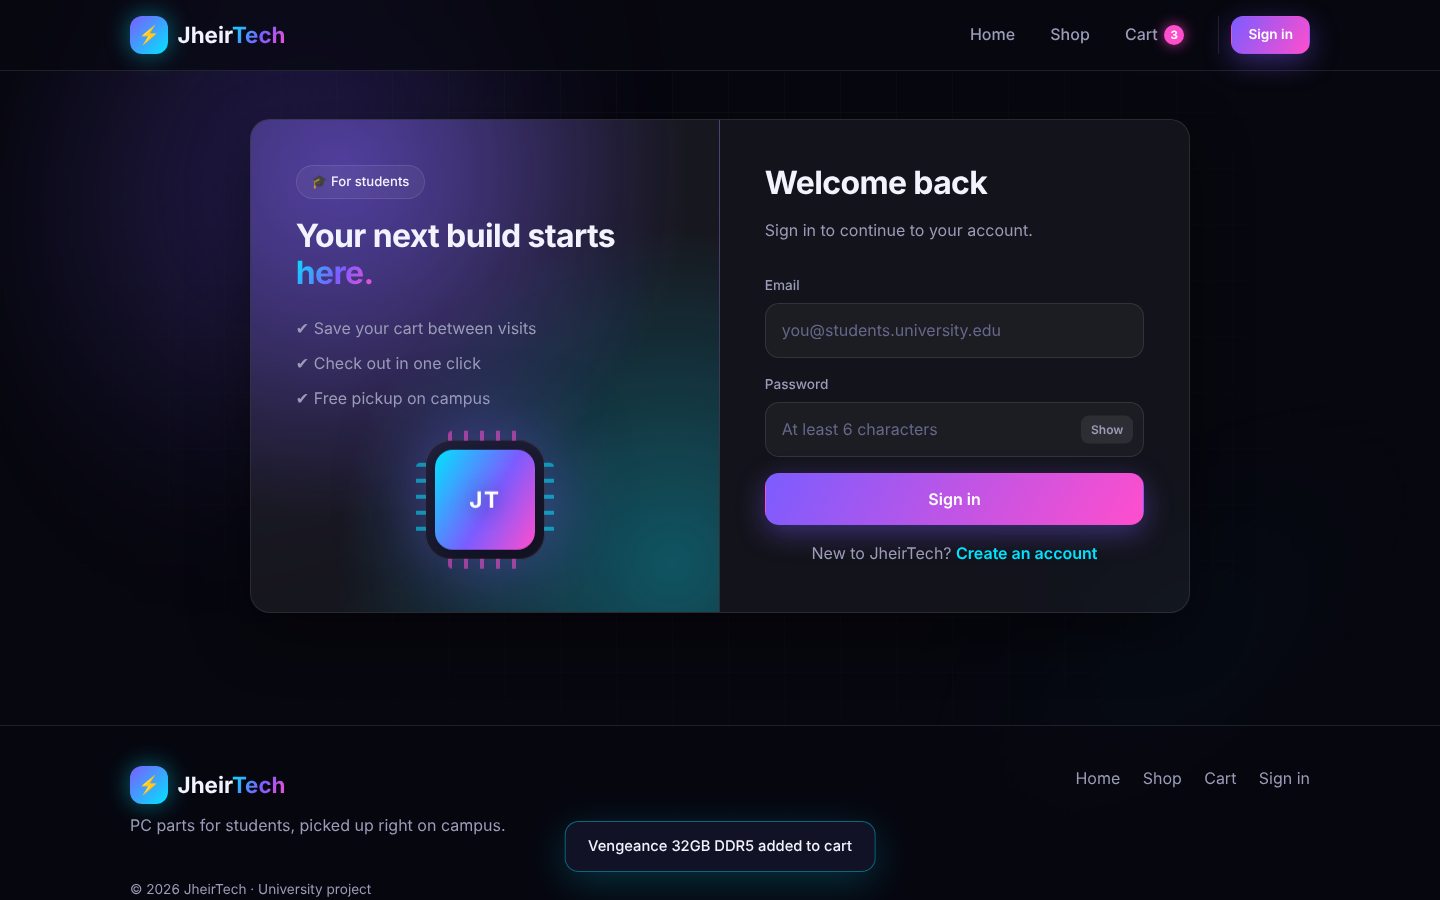 ⚡ JheirTech
Home Shop Cart 3 Sign in
🎓 For students
Your next build starts
here.
✔ Save your cart between visits
✔ Check out in one click
✔ Free pickup on campus
JT
Welcome back
Sign in to continue to your account.
Email
you@students.university.edu
Password
At least 6 characters Show
Sign in
New to JheirTech? Create an account
⚡ JheirTech
PC parts for students, picked up right on campus.
Home Shop Cart Sign in
Vengeance 32GB DDR5 added to cart
© 2026 JheirTech · University project